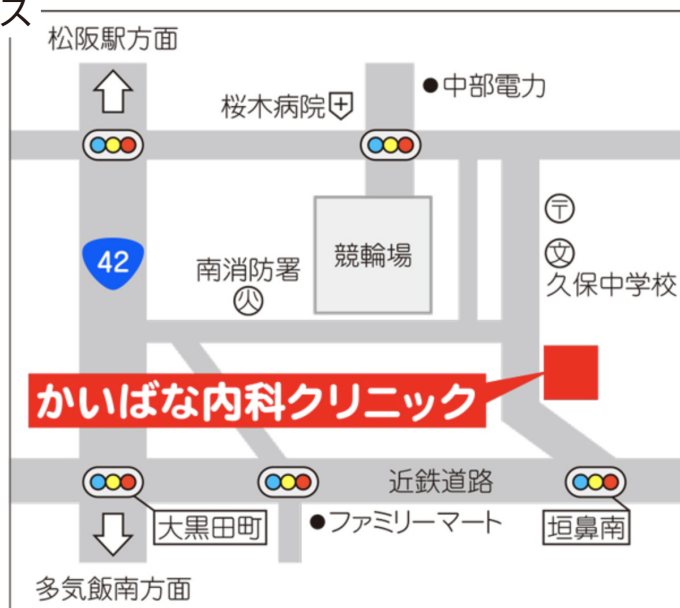 ス
松阪駅方面
中部電力
桜木病院
42
南消防署
火
競輪場
〒
文
久保中学校
かいばな内科クリニック
近鉄道路
大黒田町
ファミリーマート
垣鼻南
多気飯南方面